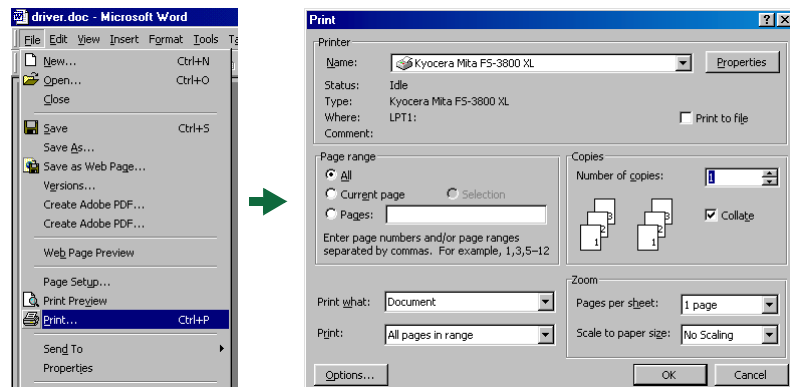 driver.doc - Microsoft Word
File Edit View Insert Format Tools
New... Ctrl+N
Open... Ctrl+O
Close
Save Ctrl+S
Save As...
Save as Web Page...
Versions...
Create Adobe PDF...
Create Adobe PDF...
Web Page Preview
Page Setup...
Print Preview
Print... Ctrl+P
Send To
Properties
Print
Printer
Name: Kyocera Mita FS-3800 XL Properties
Status: Idle
Type: Kyocera Mita FS-3800 XL
Where: LPT1: Print to file
Comment:
Page range
All
Current page Selection
Pages:
Enter page numbers and/or page ranges
separated by commas. For example, 1,3,5–12
Copies
Number of copies: 1
3 3
2 2
1 1
Collate
Print what: Document
Print: All pages in range
Zoom
Pages per sheet: 1 page
Scale to paper size: No Scaling
Options... OK Cancel